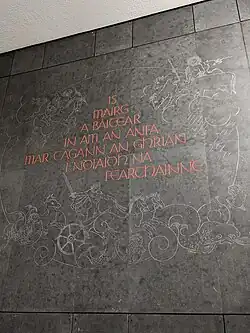 IS
MAIRG
A BAITEAR
IN AM AN ANFA
MAR TAGANN AN GHRIAN
I NDIAIDH NA
FEARTHAINNE